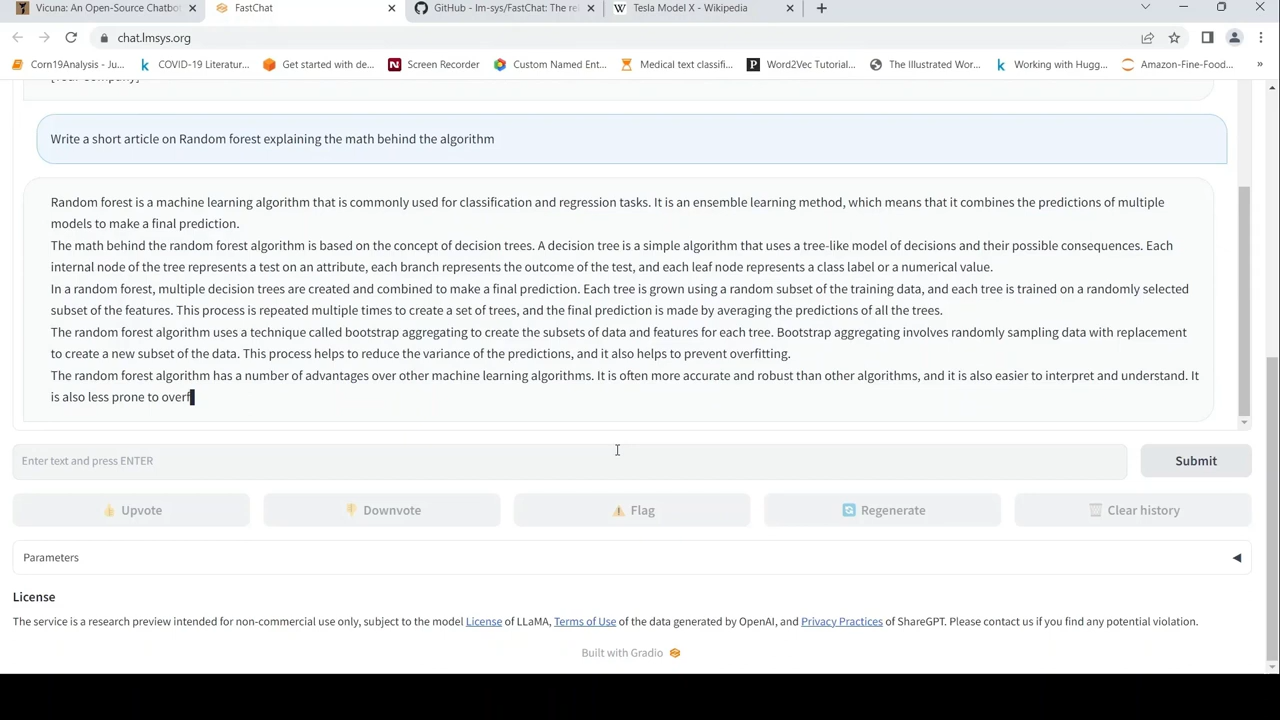 Vicuna: An Open-Source Chatbo
FastChat
GitHub - lm-sys/FastChat: The re
Tesla Model X - Wikipedia
chat.lmsys.org
Corn19Analysis - Ju...
COVID-19 Literatur...
Get started with de...
Screen Recorder
Custom Named Ent...
Medical text classifi...
Word2Vec Tutorial...
The Illustrated Wor...
Working with Hugg...
Amazon-Fine-Food...
[Your Company]
Write a short article on Random forest explaining the math behind the algorithm
Random forest is a machine learning algorithm that is commonly used for classification and regression tasks. It is an ensemble learning method, which means that it combines the predictions of multiple
models to make a final prediction.
The math behind the random forest algorithm is based on the concept of decision trees. A decision tree is a simple algorithm that uses a tree-like model of decisions and their possible consequences. Each
internal node of the tree represents a test on an attribute, each branch represents the outcome of the test, and each leaf node represents a class label or a numerical value.
In a random forest, multiple decision trees are created and combined to make a final prediction. Each tree is grown using a random subset of the training data, and each tree is trained on a randomly selected
subset of the features. This process is repeated multiple times to create a set of trees, and the final prediction is made by averaging the predictions of all the trees.
The random forest algorithm uses a technique called bootstrap aggregating to create the subsets of data and features for each tree. Bootstrap aggregating involves randomly sampling data with replacement
to create a new subset of the data. This process helps to reduce the variance of the predictions, and it also helps to prevent overfitting.
The random forest algorithm has a number of advantages over other machine learning algorithms. It is often more accurate and robust than other algorithms, and it is also easier to interpret and understand. It
is also less prone to overf
Enter text and press ENTER
Submit
Upvote
Downvote
Flag
Regenerate
Clear history
Parameters
License
The service is a research preview intended for non-commercial use only, subject to the model License of LLaMA, Terms of Use of the data generated by OpenAI, and Privacy Practices of ShareGPT. Please contact us if you find any potential violation.
Built with Gradio